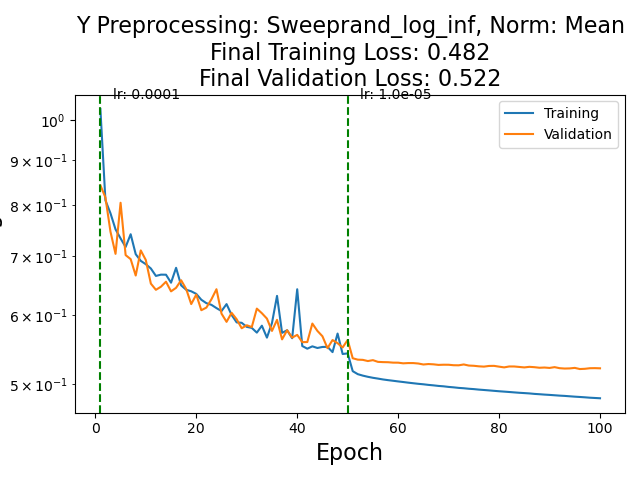 Y Preprocessing: Sweeprand_log_inf, Norm: Mean
Final Training Loss: 0.482
Final Validation Loss: 0.522
lr: 0.0001
lr: 1.0e-05
Training
Validation
10⁰
9 × 10⁻¹
8 × 10⁻¹
7 × 10⁻¹
6 × 10⁻¹
5 × 10⁻¹
0
20
40
60
80
100
Epoch